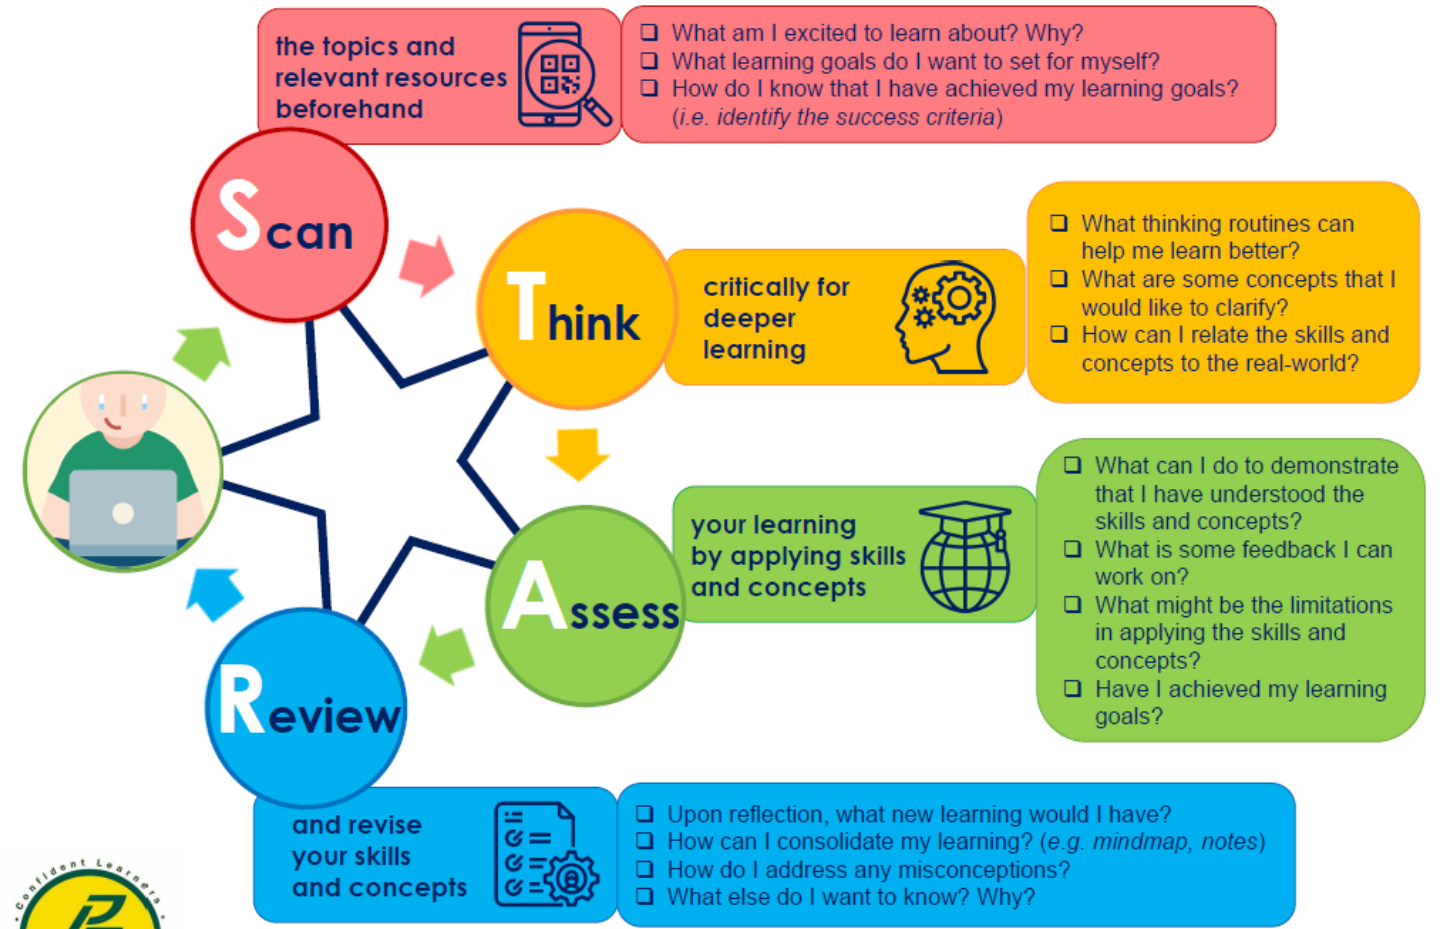 the topics and
relevant resources
beforehand
❑ What am I excited to learn about? Why?
❑ What learning goals do I want to set for myself?
❑ How do I know that I have achieved my learning goals?
(i.e. identify the success criteria)
Scan
Think
critically for
deeper
learning
❑ What thinking routines can
help me learn better?
❑ What are some concepts that I
would like to clarify?
❑ How can I relate the skills and
concepts to the real-world?
Assess
your learning
by applying skills
and concepts
❑ What can I do to demonstrate
that I have understood the
skills and concepts?
❑ What is some feedback I can
work on?
❑ What might be the limitations
in applying the skills and
concepts?
❑ Have I achieved my learning
goals?
Review
and revise
your skills
and concepts
❑ Upon reflection, what new learning would I have?
❑ How can I consolidate my learning? (e.g. mindmap, notes)
❑ How do I address any misconceptions?
❑ What else do I want to know? Why?
· Confident Learners ·